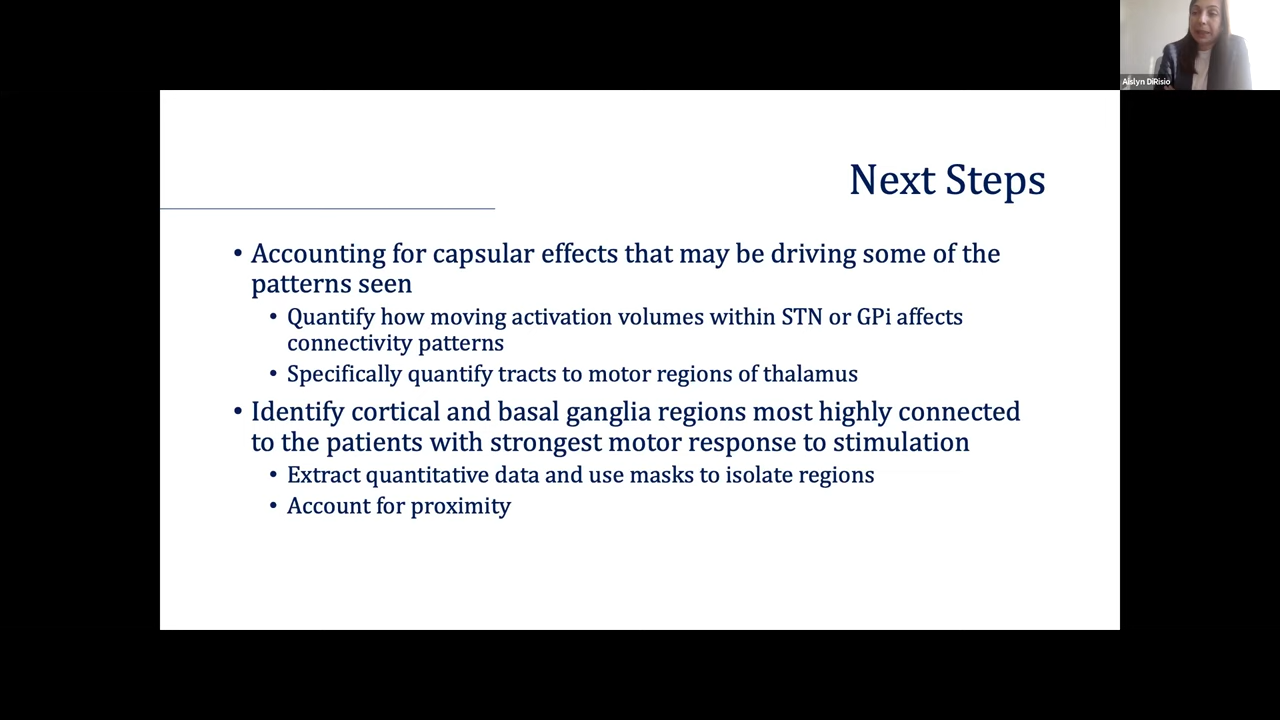 Aislyn DiRisio
Next Steps
• Accounting for capsular effects that may be driving some of the
patterns seen
• Quantify how moving activation volumes within STN or GPi affects
connectivity patterns
• Specifically quantify tracts to motor regions of thalamus
• Identify cortical and basal ganglia regions most highly connected
to the patients with strongest motor response to stimulation
• Extract quantitative data and use masks to isolate regions
• Account for proximity